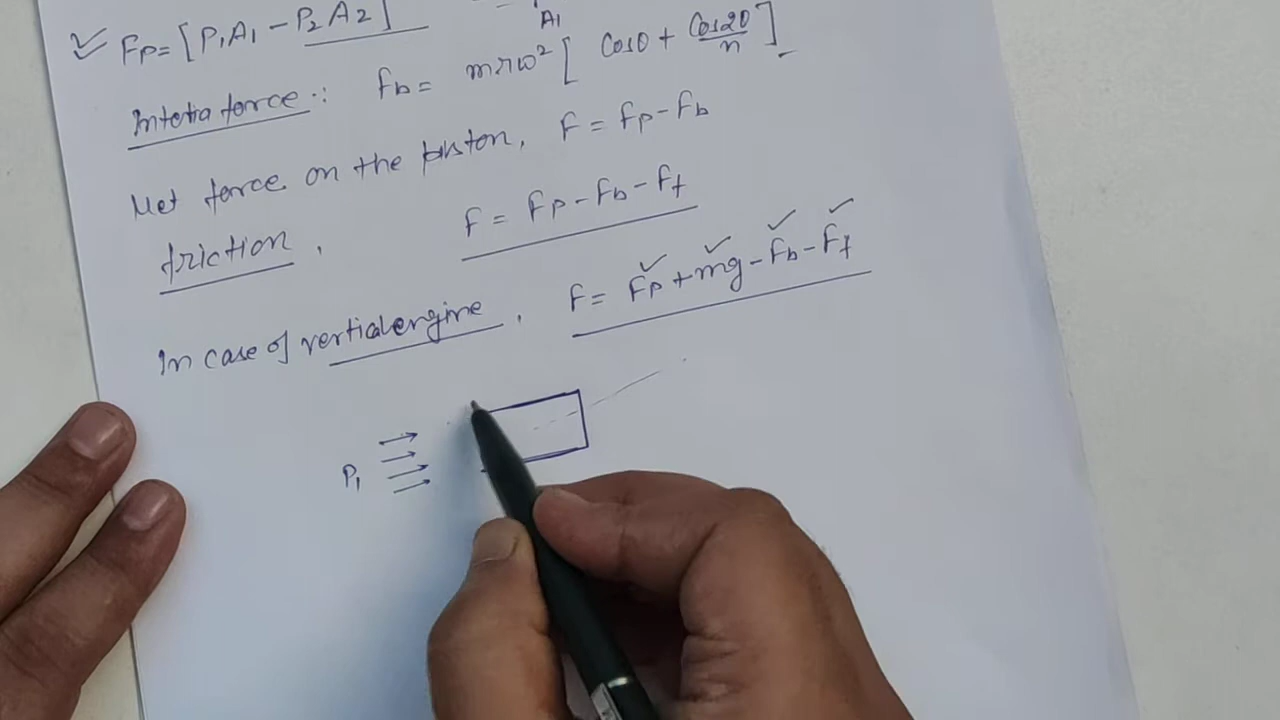 Fp= [P₁A₁ - P₂A₂]
A₁
Intetia force :: Fb = mrω² [ Cosθ + Cos2θ/n ]
Net force on the piston, F = Fp - Fb
friction, F = Fp - Fb - Ff
In case of vertical engine, F = Fp + mg - Fb - Ff
P₁